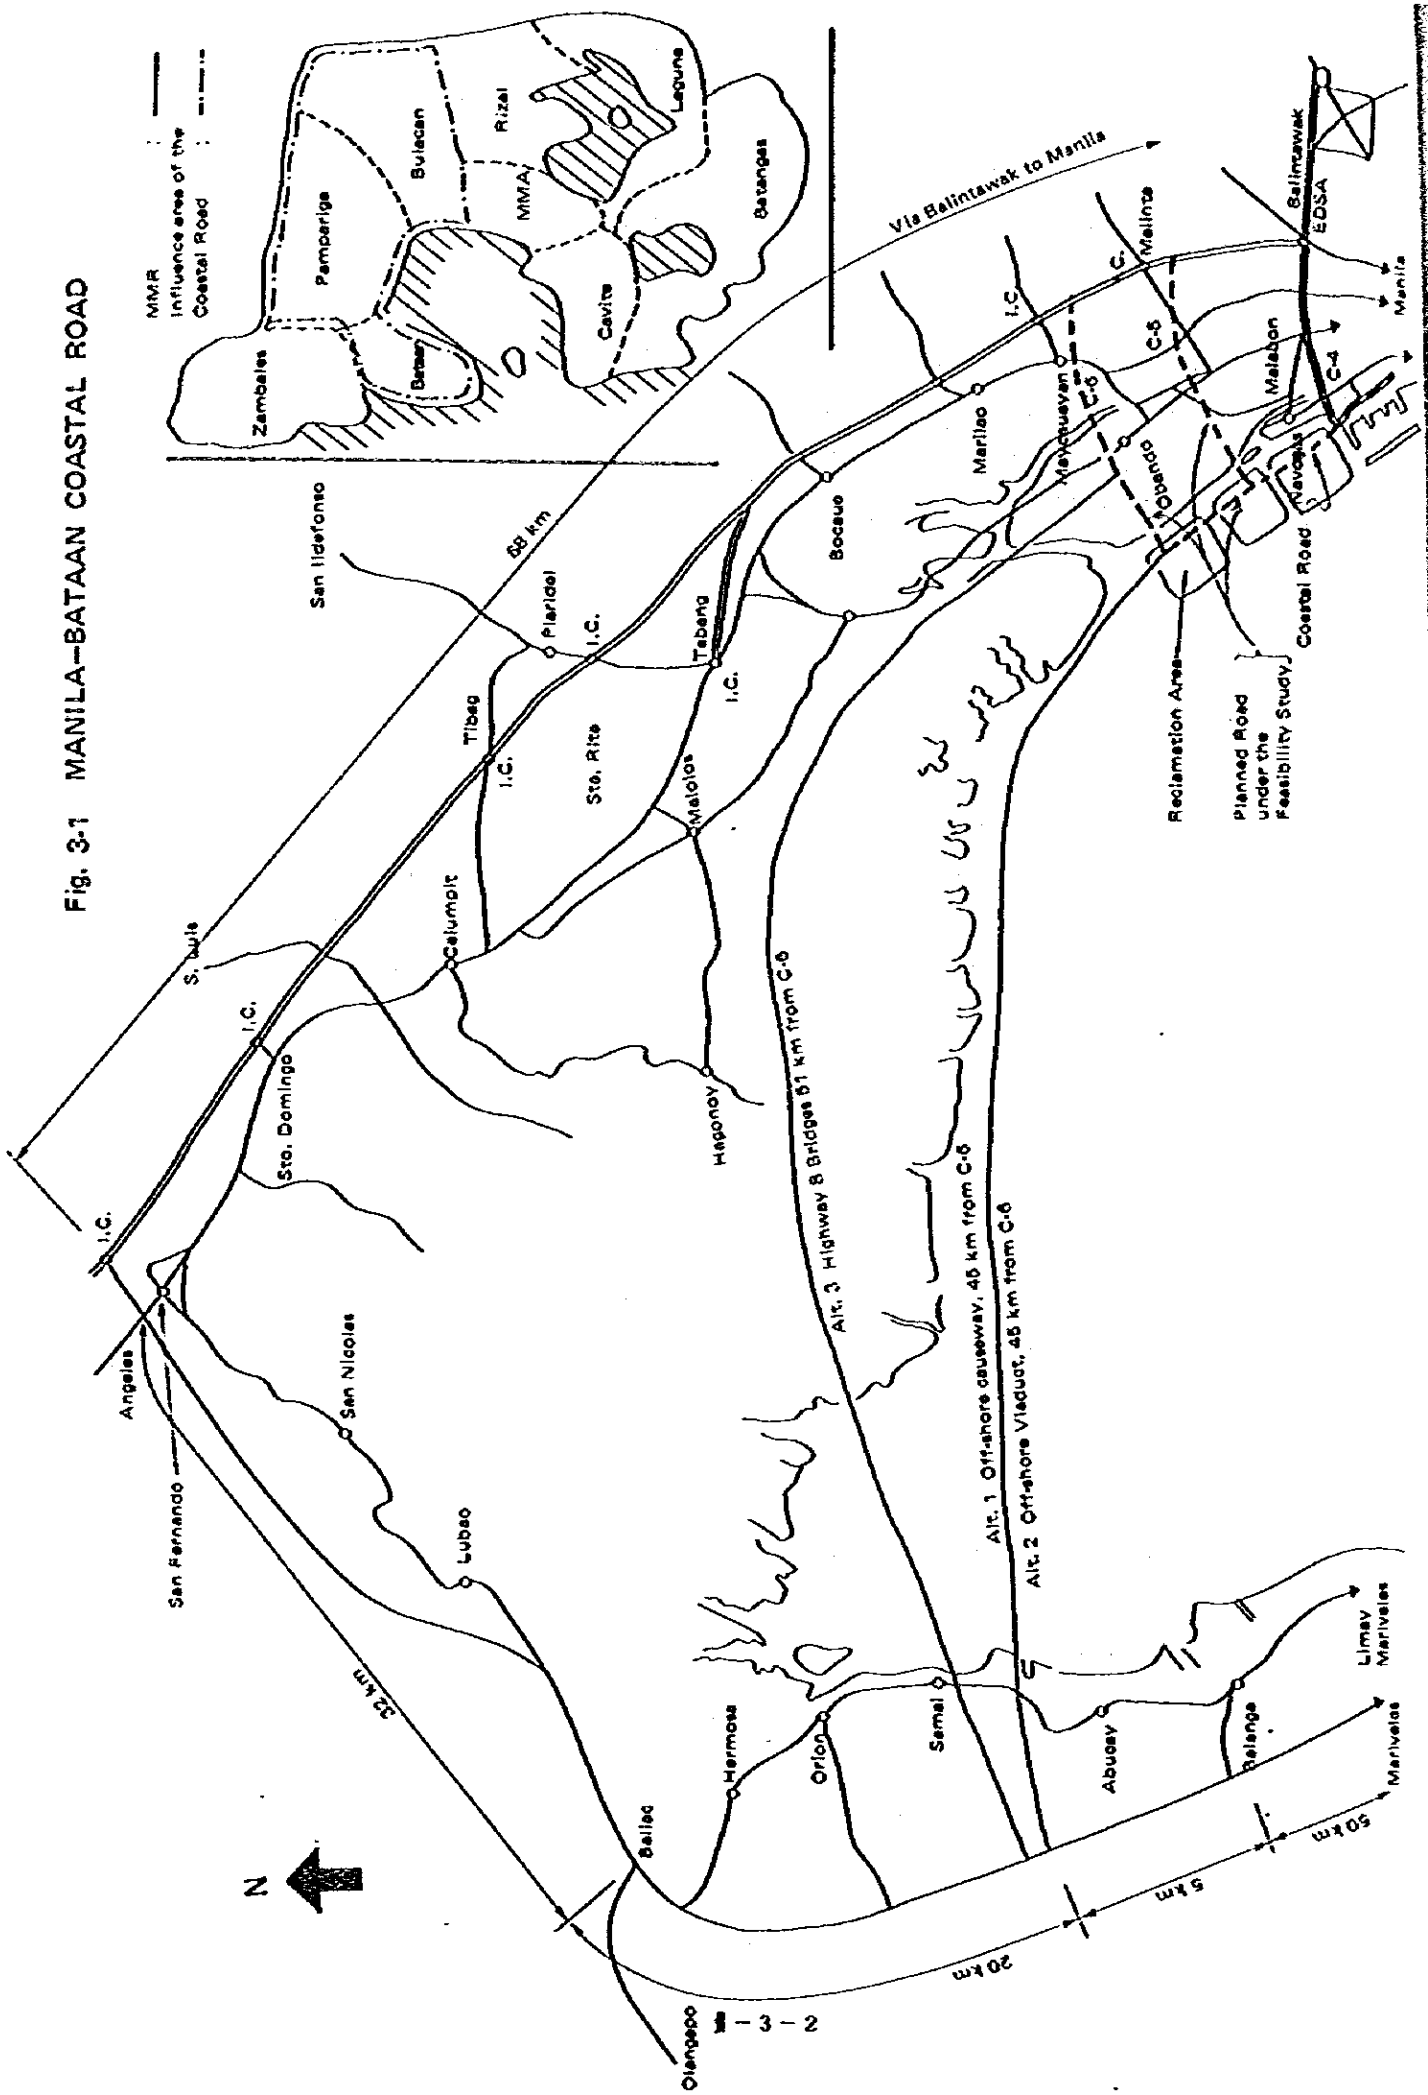 Fig. 3-1 MANILA-BATAAN COASTAL ROAD
MMR :
Influence area of the
Coastal Road :
Zambales
Pampanga
Bulacan
Bataan
Rizal
MMA
Cavite
Laguna
Batangas
N
I.C.
Angeles
San Fernando
S. Luis
I.C.
Sto. Domingo
San Nicolas
Lubao
32 km
68 km
Via Balintawak to Manila
San Ildefonso
Plaridel
I.C.
Tibag
I.C.
Calumpit
Sto. Rita
Tabang
I.C.
Malolos
Hagonoy
Bocaue
Marilao
I.C.
Meycauayan
C-6
I.C.
Malinta
C-5
Obando
Malabon
Navotas
Balintawak
EDSA
C-4
Manila
Coastal Road
Reclamation Area
Planned Road
under the
Feasibility Study
Alt. 3 Highway & Bridges 51 km from C-6
Alt. 1 Off-shore causeway, 45 km from C-6
Alt. 2 Off-shore Viaduct, 45 km from C-6
Ballac
Olangapo
Hermosa
Orion
Samal
Abucay
Balanga
Limay
Mariveles
Mariveles
20 km
5 km
50 km
- 3 - 2